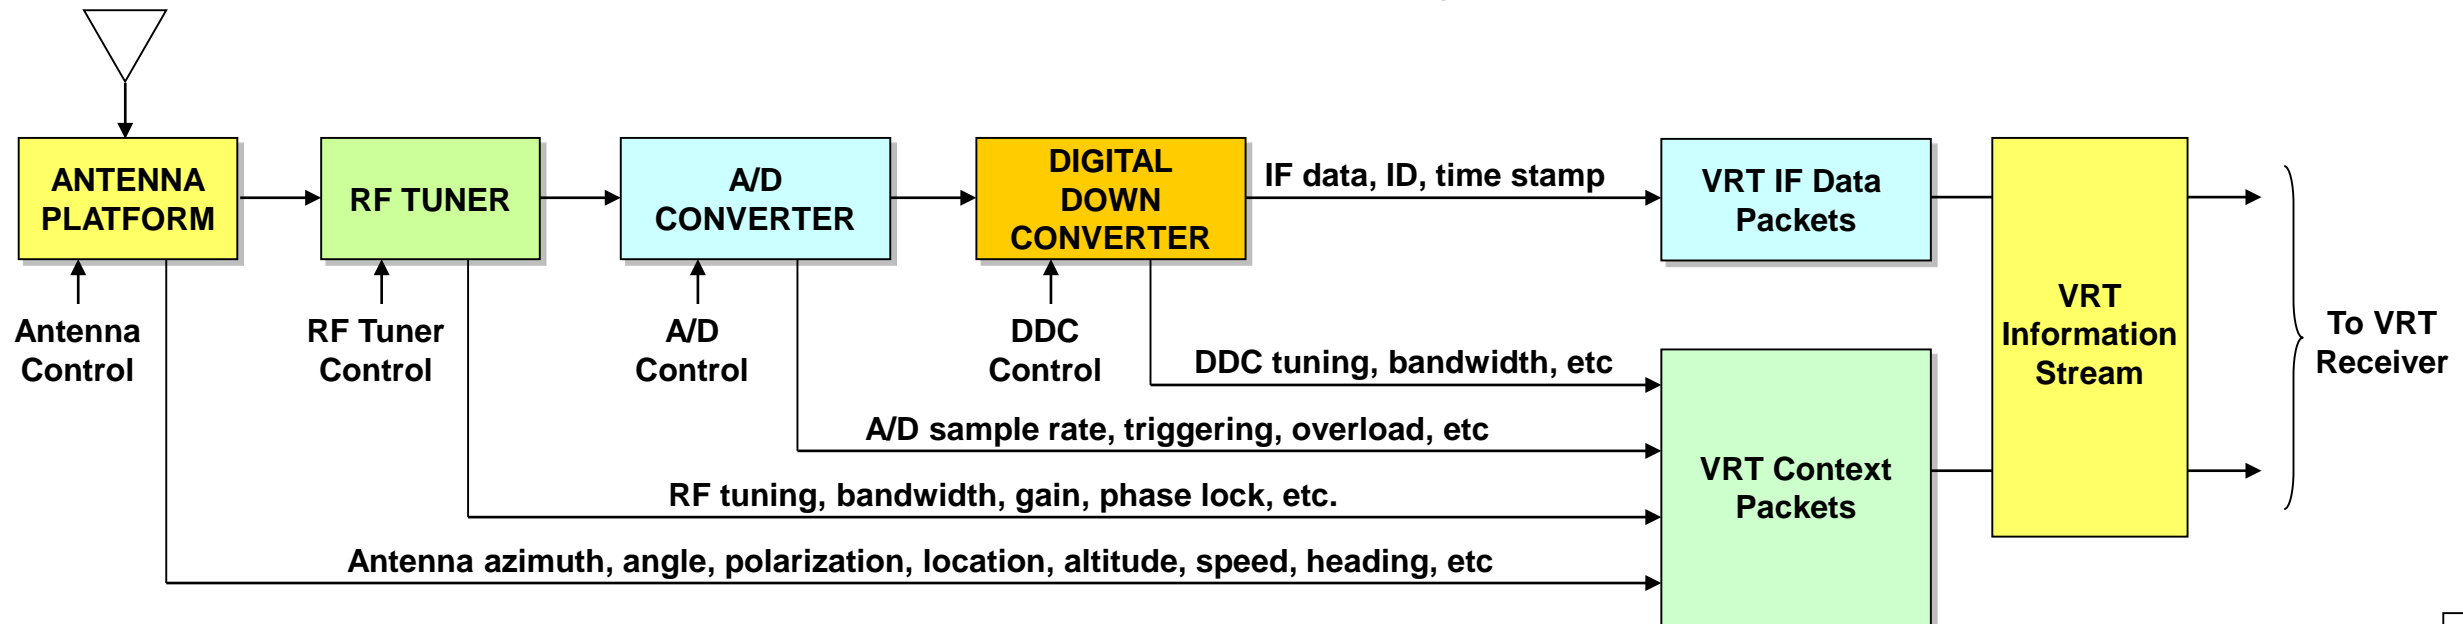 ANTENNA
PLATFORM
RF TUNER
A/D
CONVERTER
DIGITAL
DOWN
CONVERTER
IF data, ID, time stamp
VRT IF Data
Packets
Antenna
Control
RF Tuner
Control
A/D
Control
DDC
Control
DDC tuning, bandwidth, etc
A/D sample rate, triggering, overload, etc
RF tuning, bandwidth, gain, phase lock, etc.
Antenna azimuth, angle, polarization, location, altitude, speed, heading, etc
VRT Context
Packets
VRT
Information
Stream
To VRT
Receiver